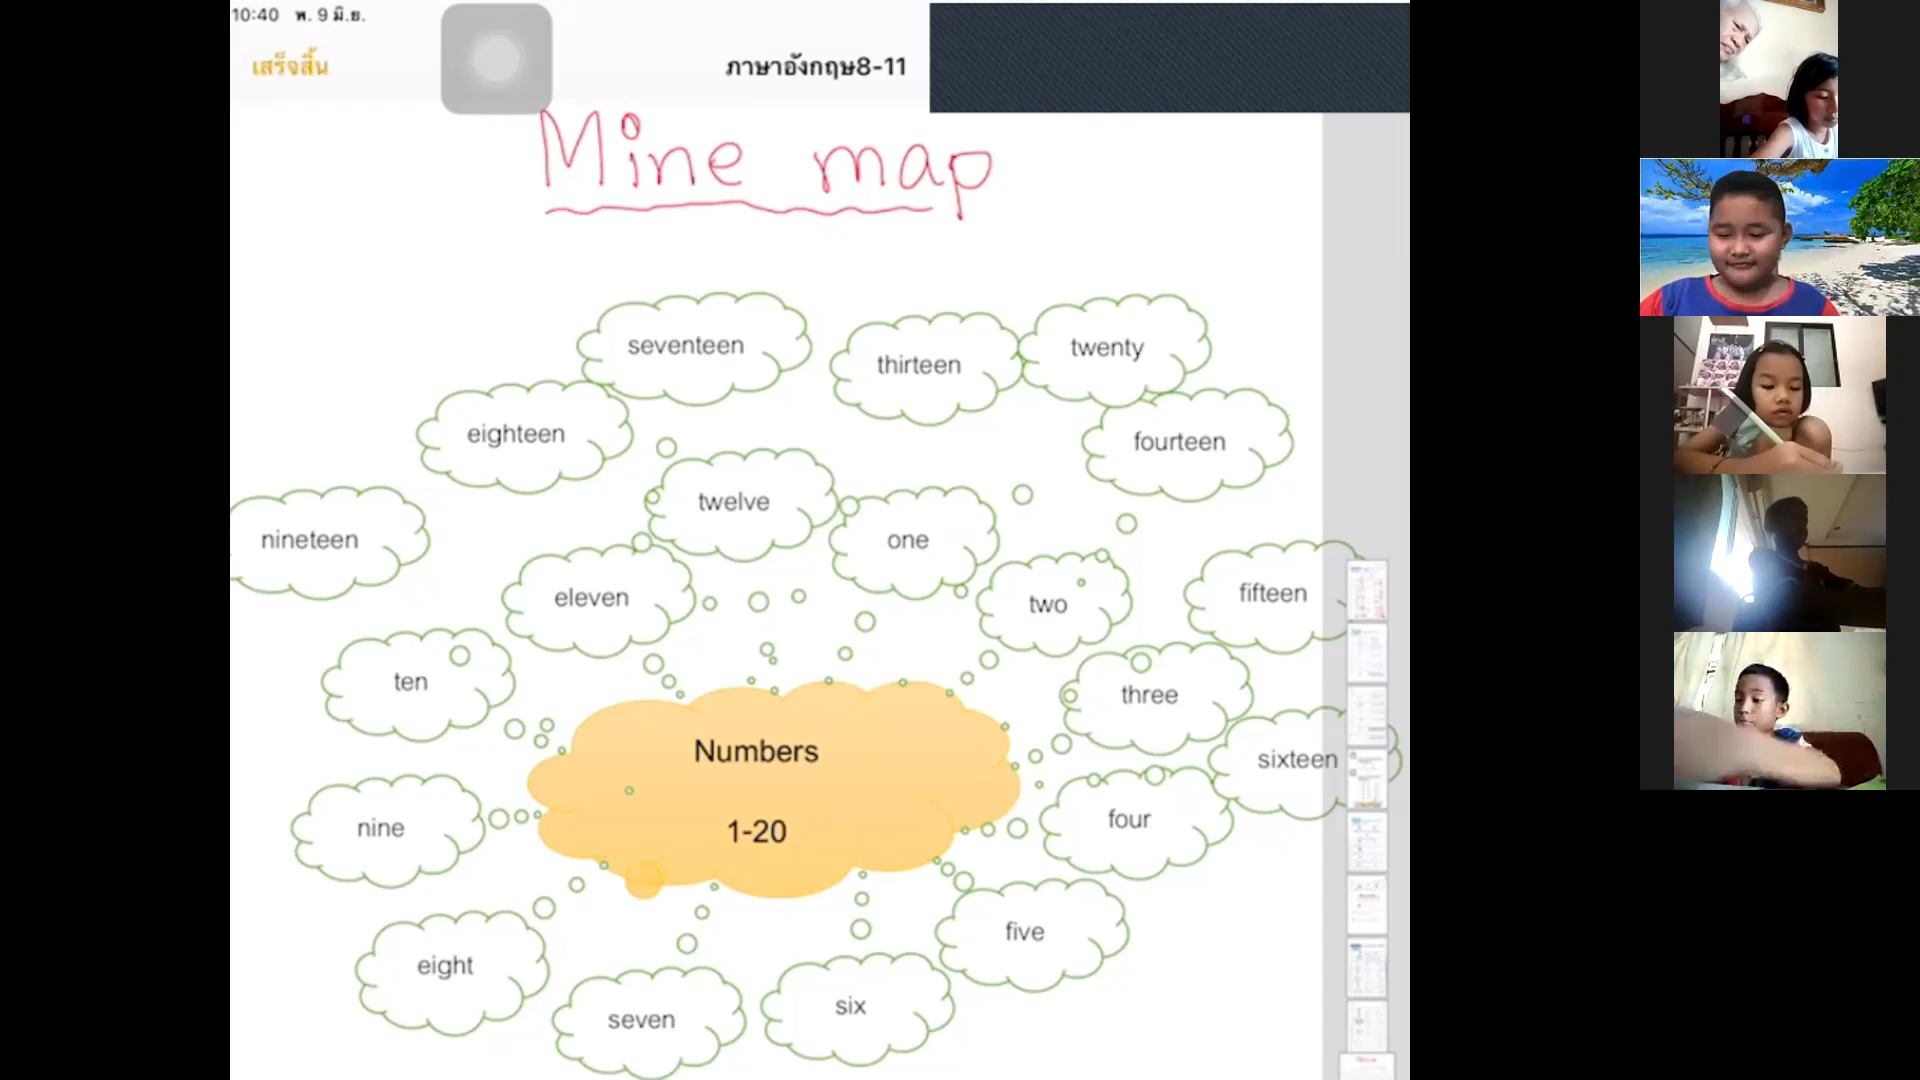 10:40 พ. 9 มิ.ย.
เสร็จสิ้น
ภาษาอังกฤษ8-11
Mine map
seventeen
thirteen
twenty
eighteen
fourteen
twelve
one
nineteen
eleven
two
fifteen
ten
three
sixteen
Numbers
1-20
nine
four
five
eight
six
seven